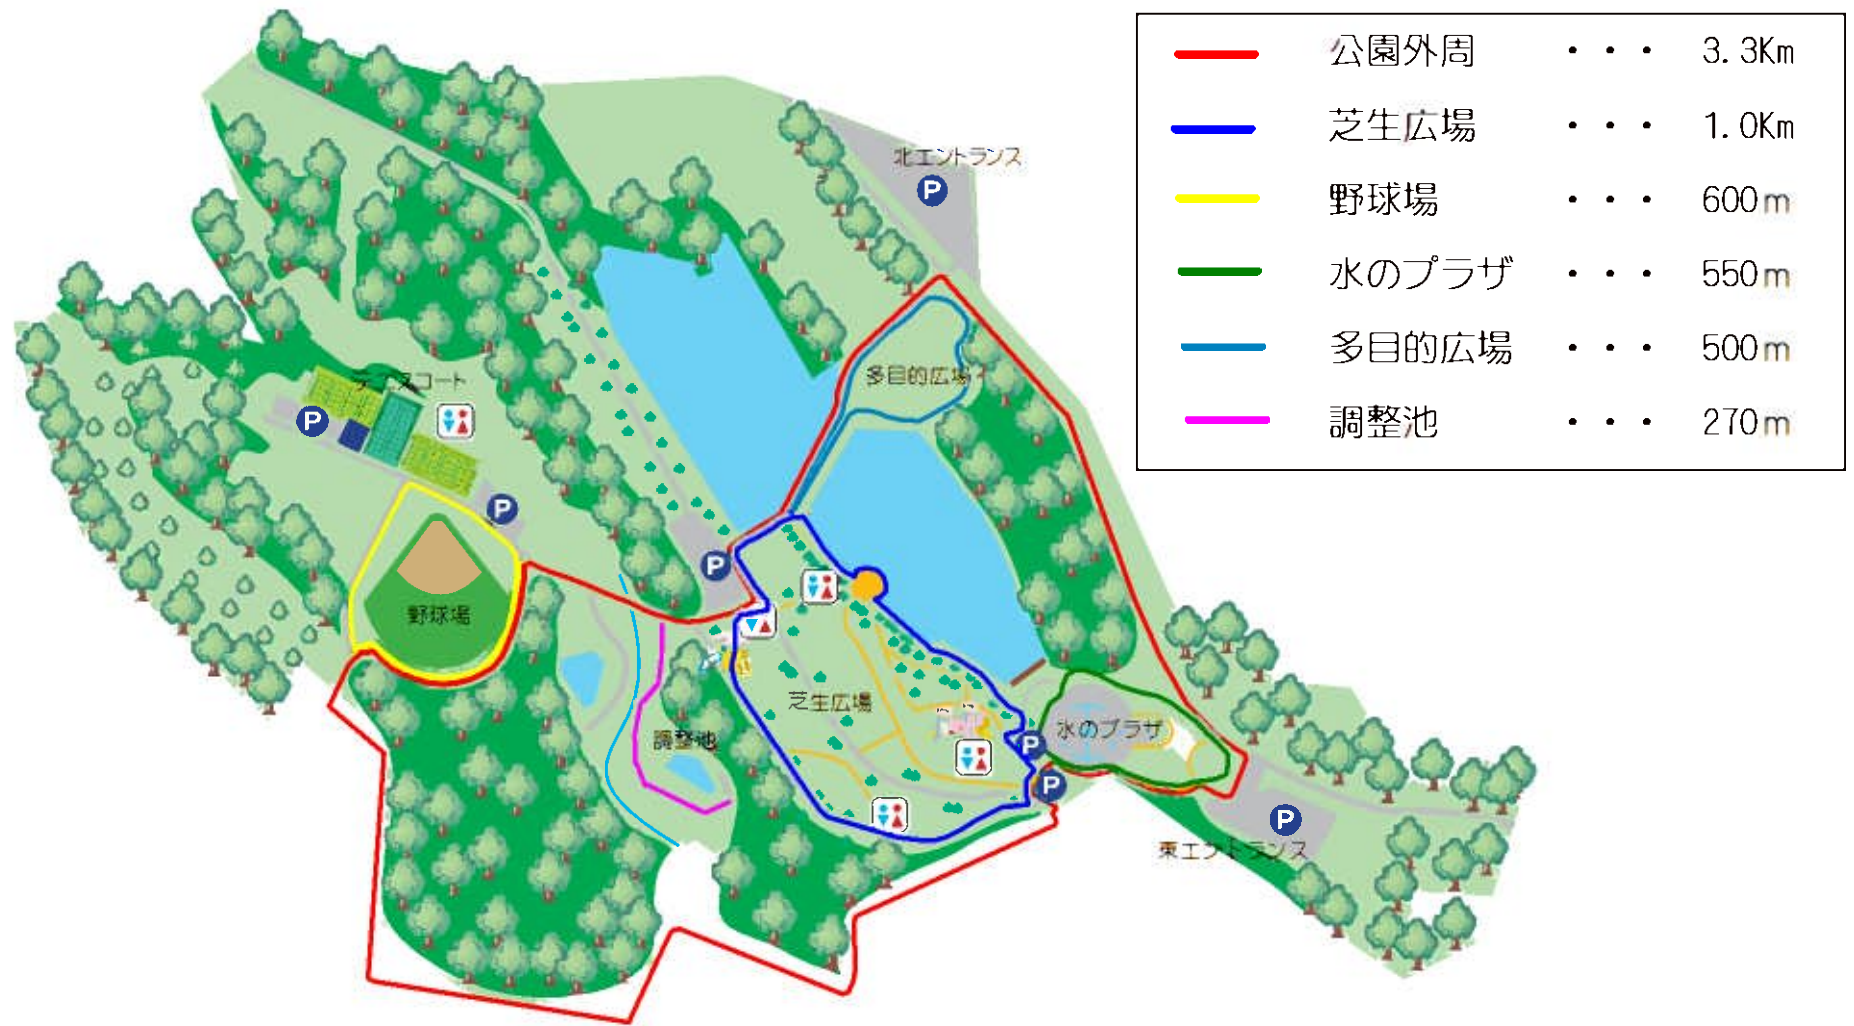 公園外周 ・・・ 3.3Km
芝生広場 ・・・ 1.0Km
野球場 ・・・ 600m
水のプラザ ・・・ 550m
多目的広場 ・・・ 500m
調整池 ・・・ 270m
北エントランス
P
多目的広場
テニスコート
P
P
野球場
P
芝生広場
調整池
水のプラザ
P
P
P
東エントランス